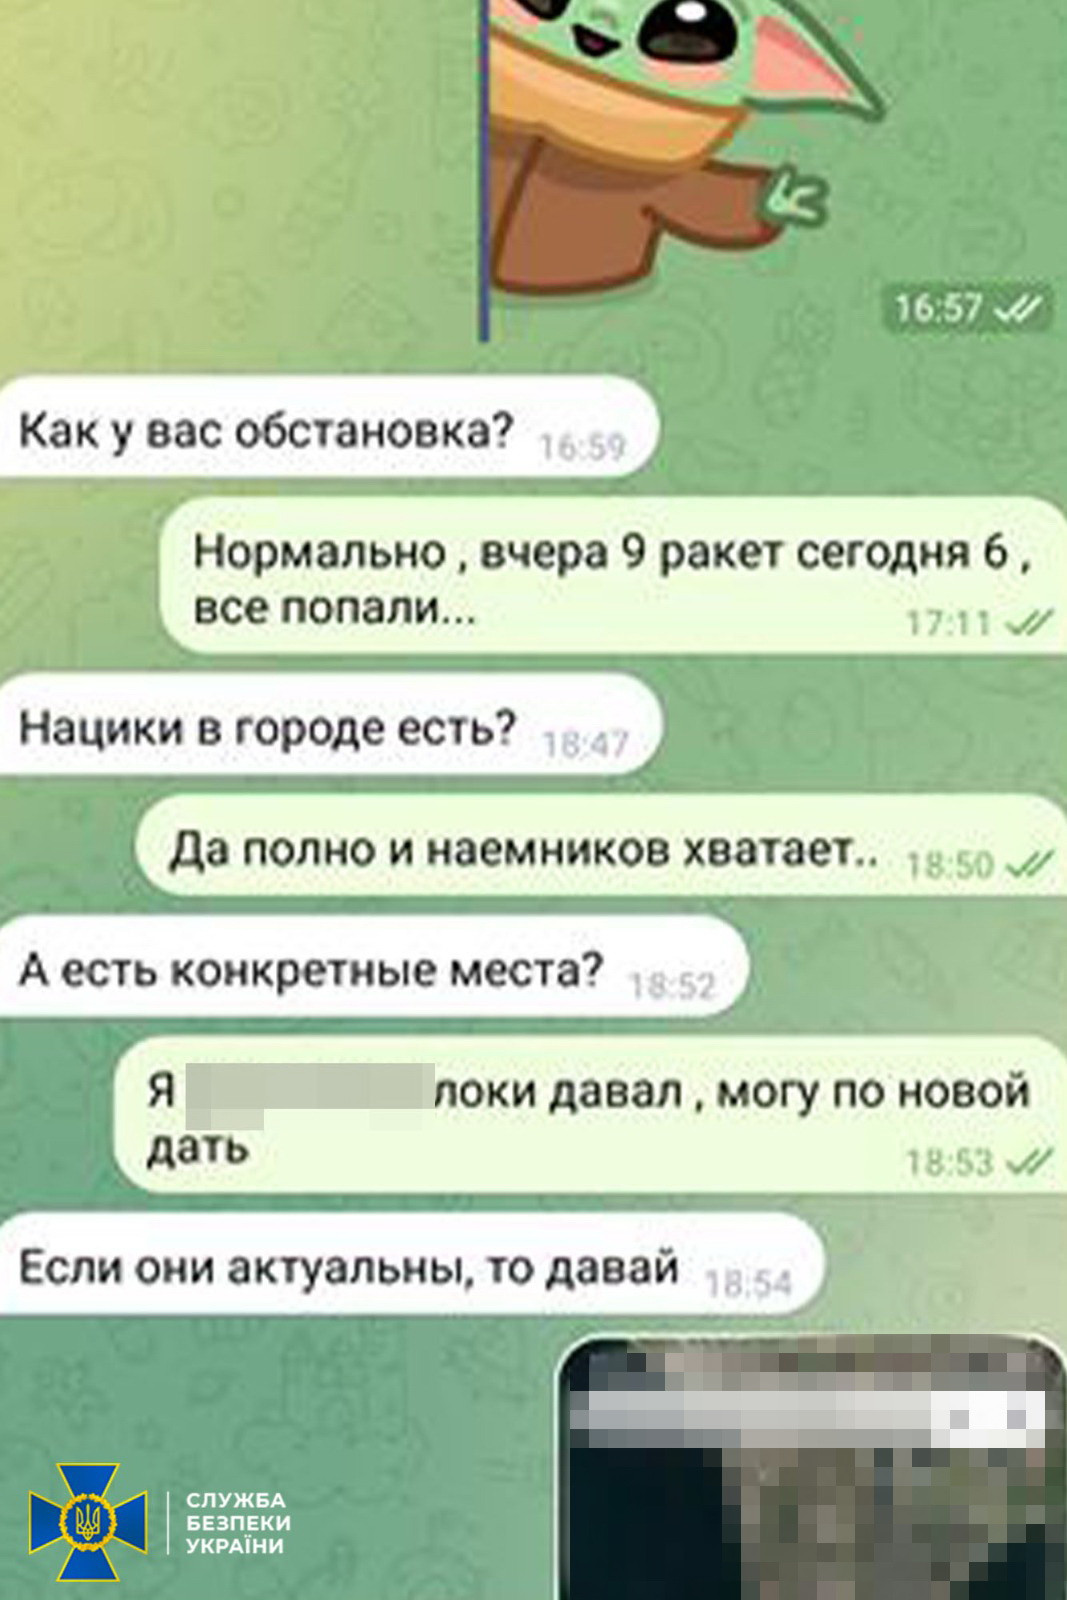 16:57
Как у вас обстановка? 16:59
Нормально , вчера 9 ракет сегодня 6 ,
все попали... 17:11
Нацики в городе есть? 18:47
Да полно и наемников хватает.. 18:50
А есть конкретные места? 18:52
Я локи давал , могу по новой
дать 18:53
Если они актуальны, то давай 18:54
СЛУЖБА
БЕЗПЕКИ
УКРАЇНИ